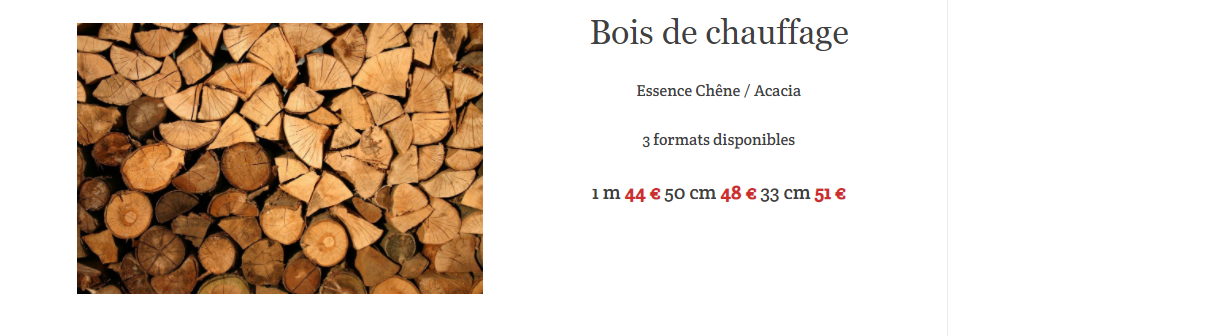 Bois de chauffage
Essence Chêne / Acacia
3 formats disponibles
1 m 44 € 50 cm 48 € 33 cm 51 €